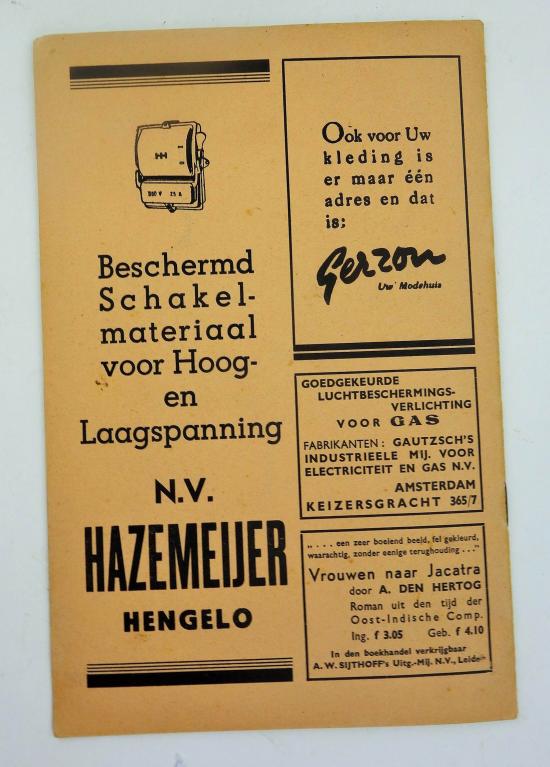 Beschermd
Schakel-
materiaal
voor Hoog-
en
Laagspanning
N.V.
HAZEMEIJER
HENGELO
Ook voor Uw
kleding is
er maar één
adres en dat
is:
Gerzon
Uw Modehuis
GOEDGEKEURDE
LUCHTBESCHERMINGS-
VERLICHTING
VOOR GAS
FABRIKANTEN: GAUTZSCH'S
INDUSTRIEELE MIJ. VOOR
ELECTRICITEIT EN GAS N.V.
AMSTERDAM
KEIZERSGRACHT 365/7
„... een zeer boeiend beeld, fel gekleurd,
waarachtig, zonder eenige terughouding ..."
Vrouwen naar Jacatra
door A. DEN HERTOG
Roman uit den tijd der
Oost-Indische Comp.
Ing. f 3.05 Geb. f 4.10
In den boekhandel verkrijgbaar
A.W. SIJTHOFF's Uitg.-Mij. N.V., Leiden